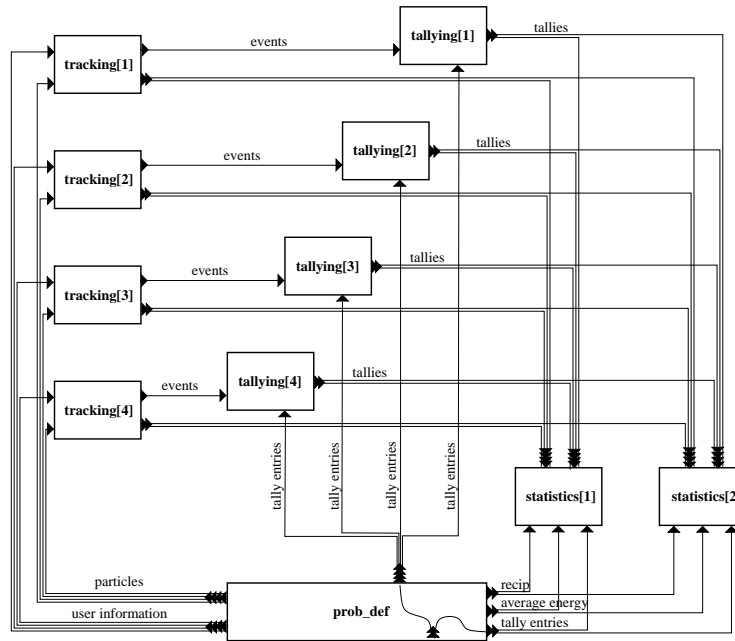 tallying[1]
tallies
events
tracking[1]
tallying[2]
tallies
events
tracking[2]
tallying[3]
tallies
events
tracking[3]
tallying[4]
tallies
events
tracking[4]
tally entries
tally entries
tally entries
tally entries
statistics[1]
statistics[2
particles
recip
user information
prob_def
average energy
tally entries